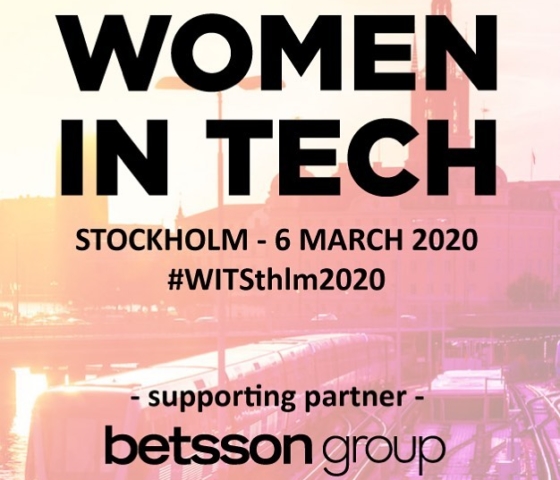 WOMEN
IN TECH
STOCKHOLM - 6 MARCH 2020
#WITSthlm2020
- supporting partner -
betsson group